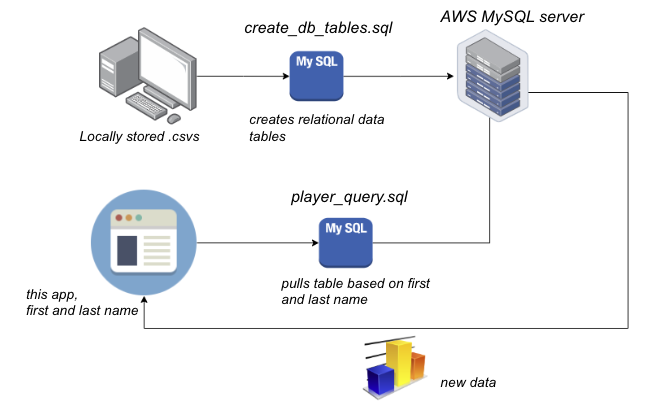 create_db_tables.sql
AWS MySQL server
My SQL
Locally stored .csvs
creates relational data
tables
player_query.sql
My SQL
this app,
first and last name
pulls table based on first
and last name
new data